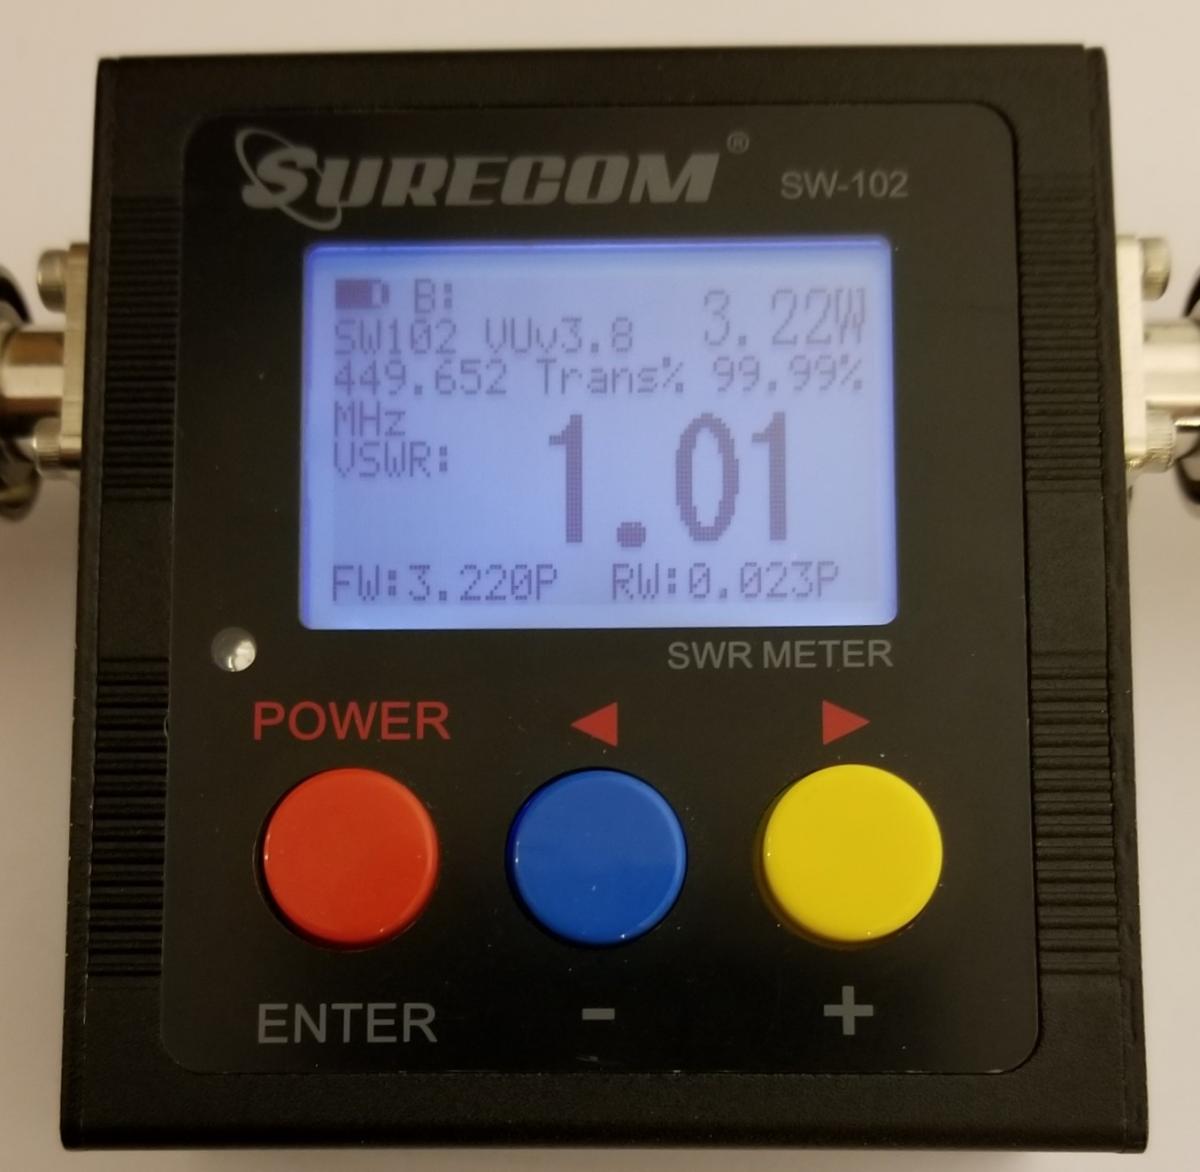 SURECOM®
SW-102
B:
3.22W
SW102 VUv3.8
449.652 Trans% 99.99%
MHz
VSWR: 1.01
FW:3.220P RW:0.023P
SWR METER
POWER ◀ ▶
ENTER - +